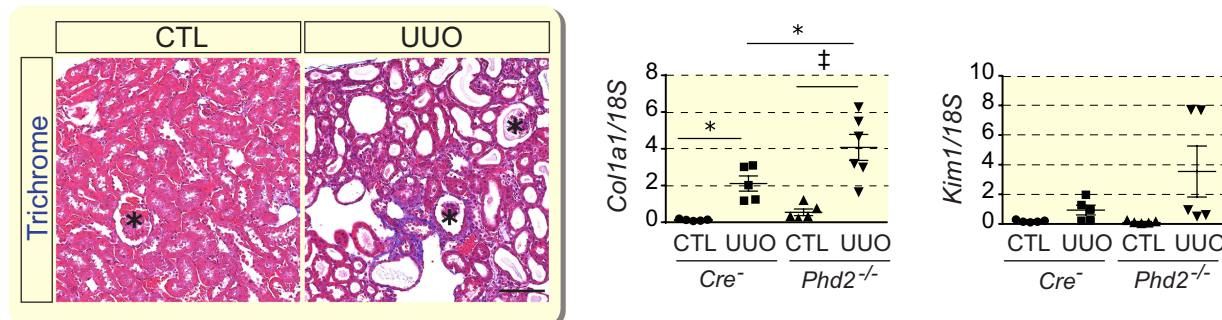 CTL UUO
Trichrome
* * *
Col1a1/18S
8
6
4
2
0
*
*
‡
CTL UUO CTL UUO
Cre- Phd2-/-
Kim1/18S
10
8
6
4
2
0
CTL UUO CTL UUO
Cre- Phd2-/-